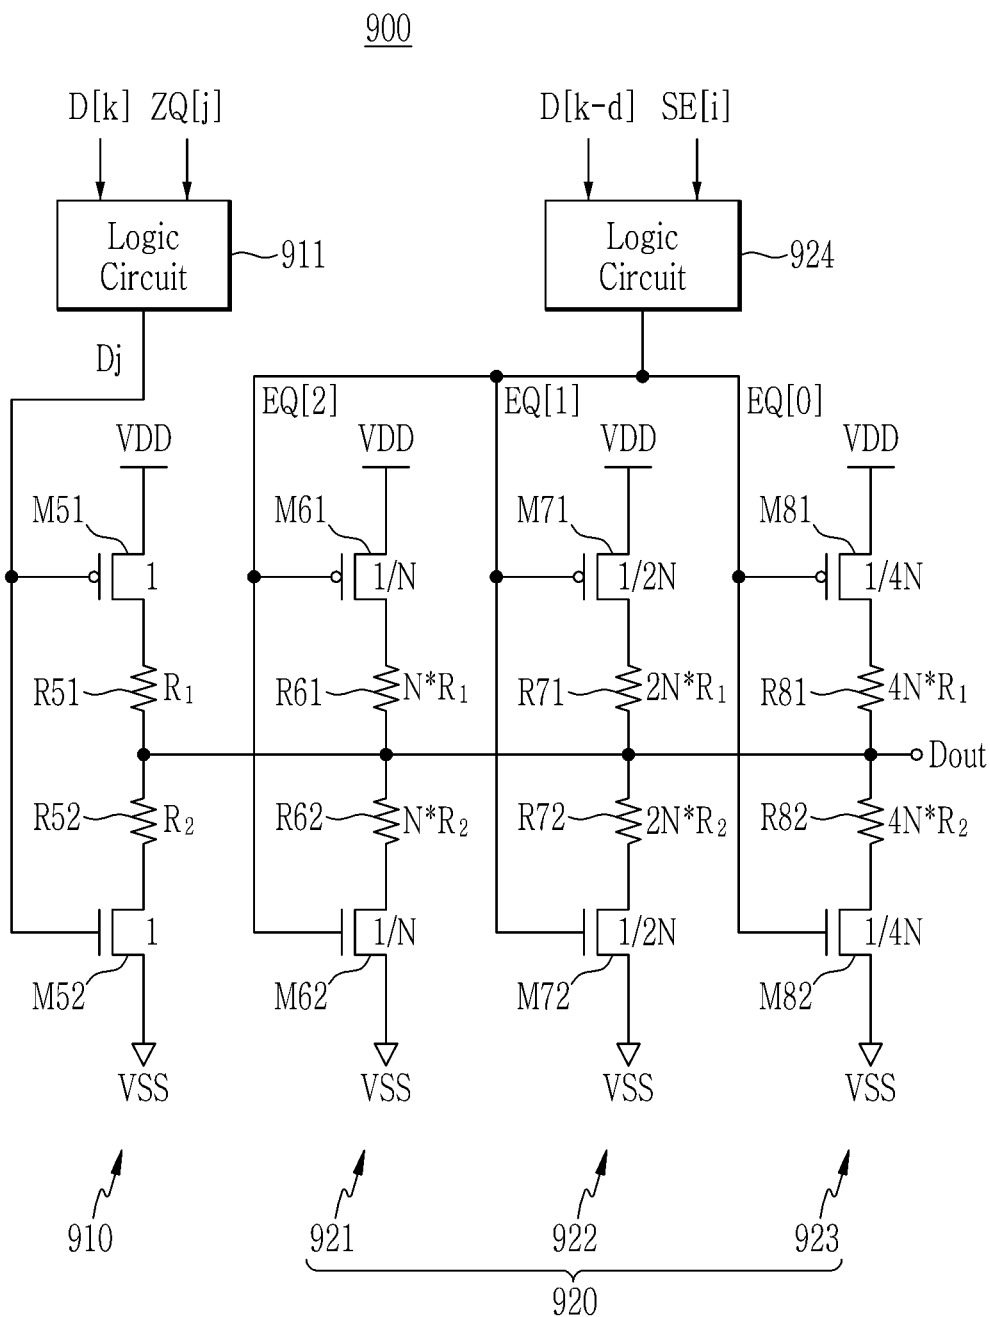 900
D[k] ZQ[j] D[k-d] SE[i]
Logic
Circuit
911
Logic
Circuit
924
Dj
EQ[2] EQ[1] EQ[0]
VDD VDD VDD VDD
M51 M61 M71 M81
1 1/N 1/2N 1/4N
R51 R₁ R61 N*R₁ R71 2N*R₁ R81 4N*R₁
Dout
R52 R₂ R62 N*R₂ R72 2N*R₂ R82 4N*R₂
1 1/N 1/2N 1/4N
M52 M62 M72 M82
VSS VSS VSS VSS
910 921 922 923
920